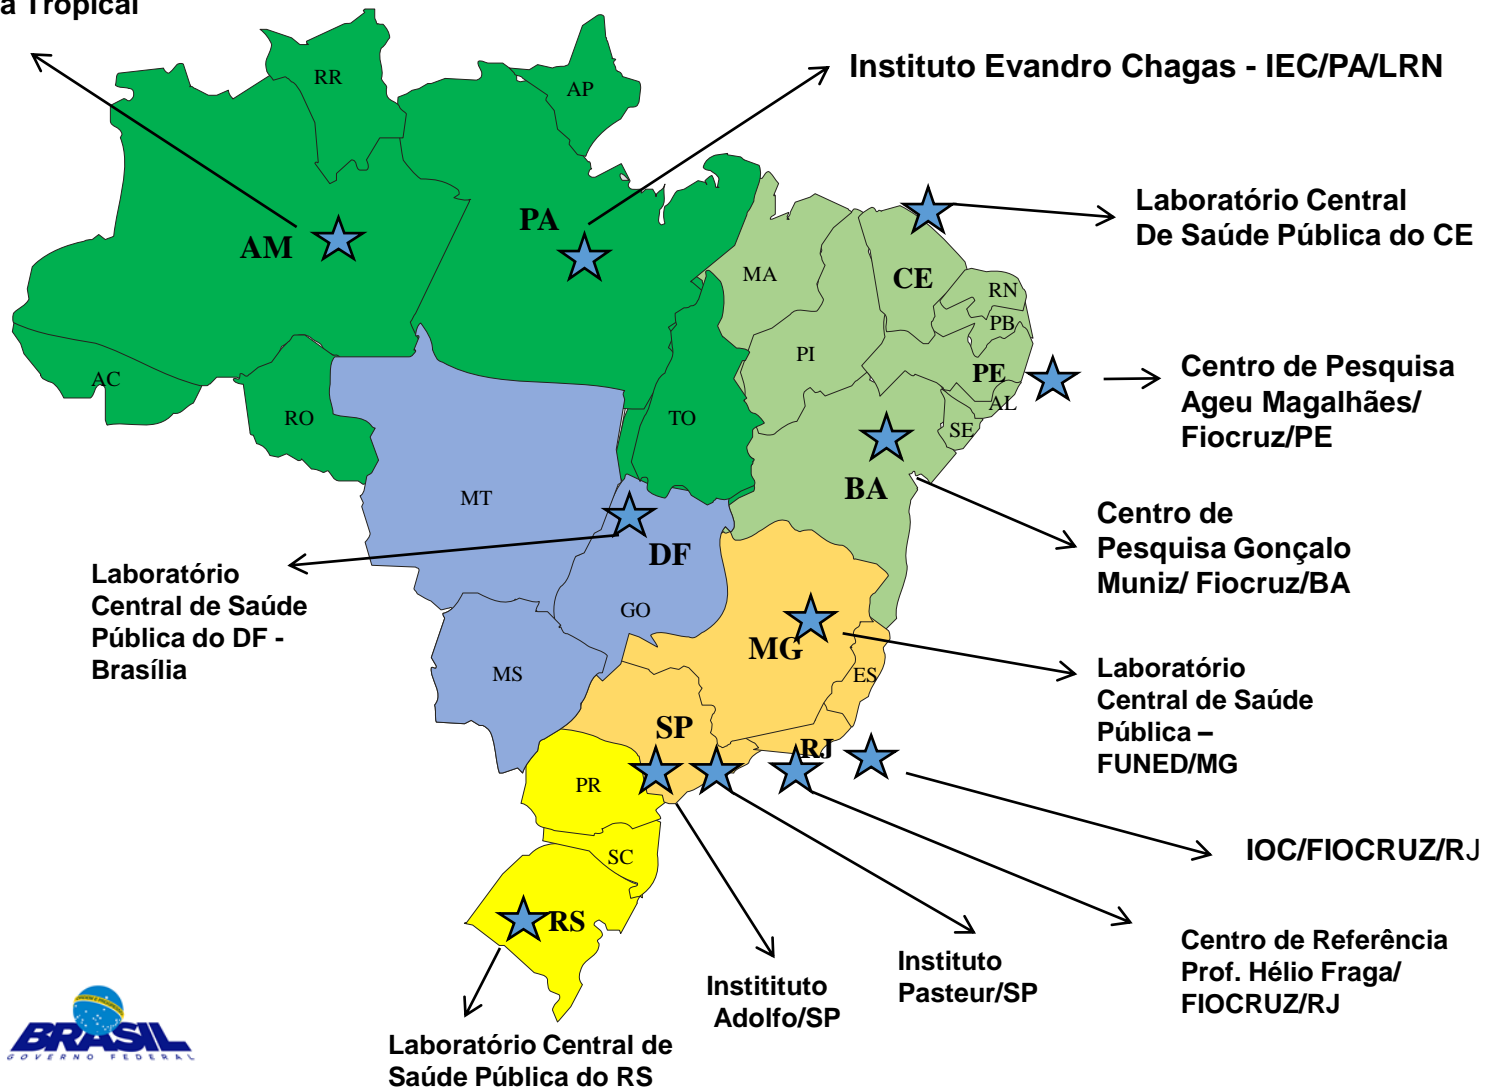 a Tropical
RR
AP
Instituto Evandro Chagas - IEC/PA/LRN
AM
PA
Laboratório Central
De Saúde Pública do CE
MA
CE
RN
PB
PI
PE
Centro de Pesquisa
Ageu Magalhães/
Fiocruz/PE
AC
RO
TO
AL
SE
MT
BA
Centro de
Pesquisa Gonçalo
Muniz/ Fiocruz/BA
DF
Laboratório
Central de Saúde
Pública do DF -
Brasília
GO
MS
MG
ES
Laboratório
Central de Saúde
Pública –
FUNED/MG
SP
RJ
PR
SC
RS
IOC/FIOCRUZ/RJ
Centro de Referência
Prof. Hélio Fraga/
FIOCRUZ/RJ
Instituto
Pasteur/SP
Institituto
Adolfo/SP
Laboratório Central de
Saúde Pública do RS
BRASIL
GOVERNO FEDERAL